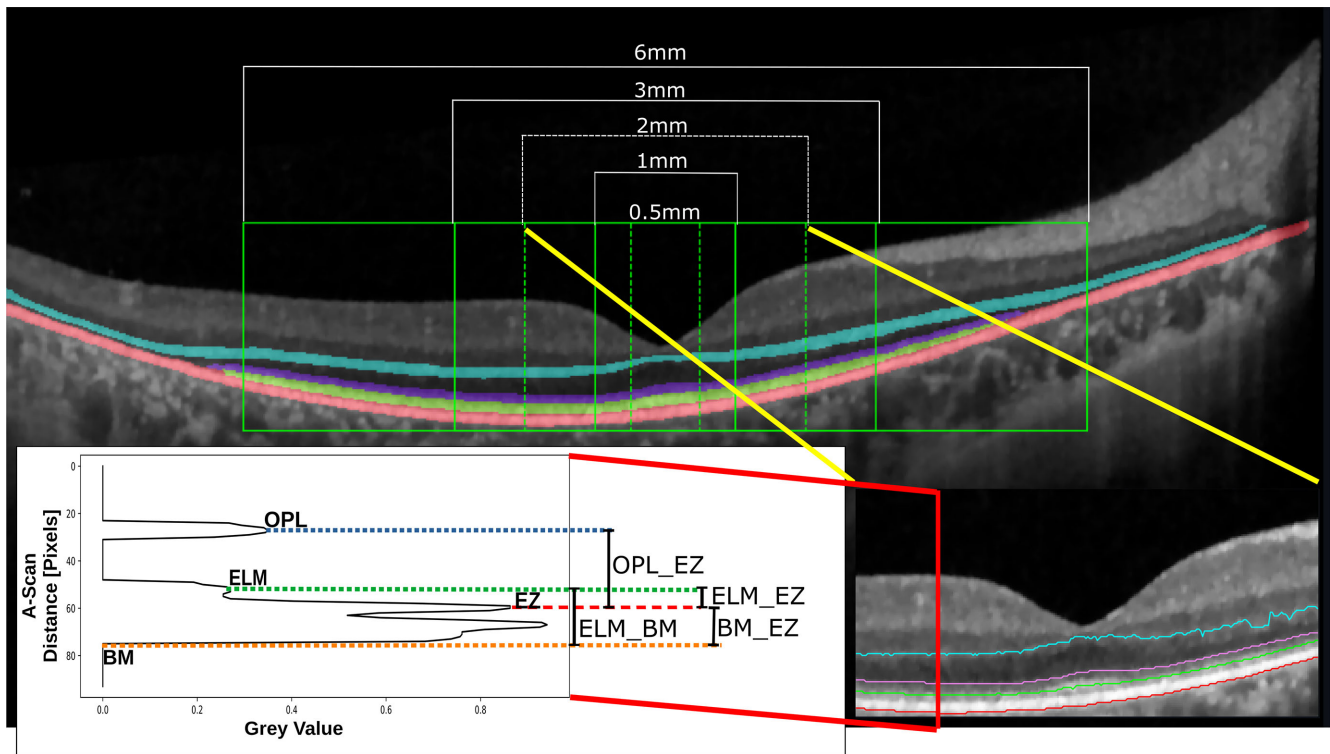 6mm
3mm
2mm
1mm
0.5mm
0
20
40
60
80
A-Scan
Distance [Pixels]
OPL
ELM
EZ
BM
OPL_EZ
ELM_EZ
ELM_BM
BM_EZ
0.0
0.2
0.4
0.6
0.8
Grey Value